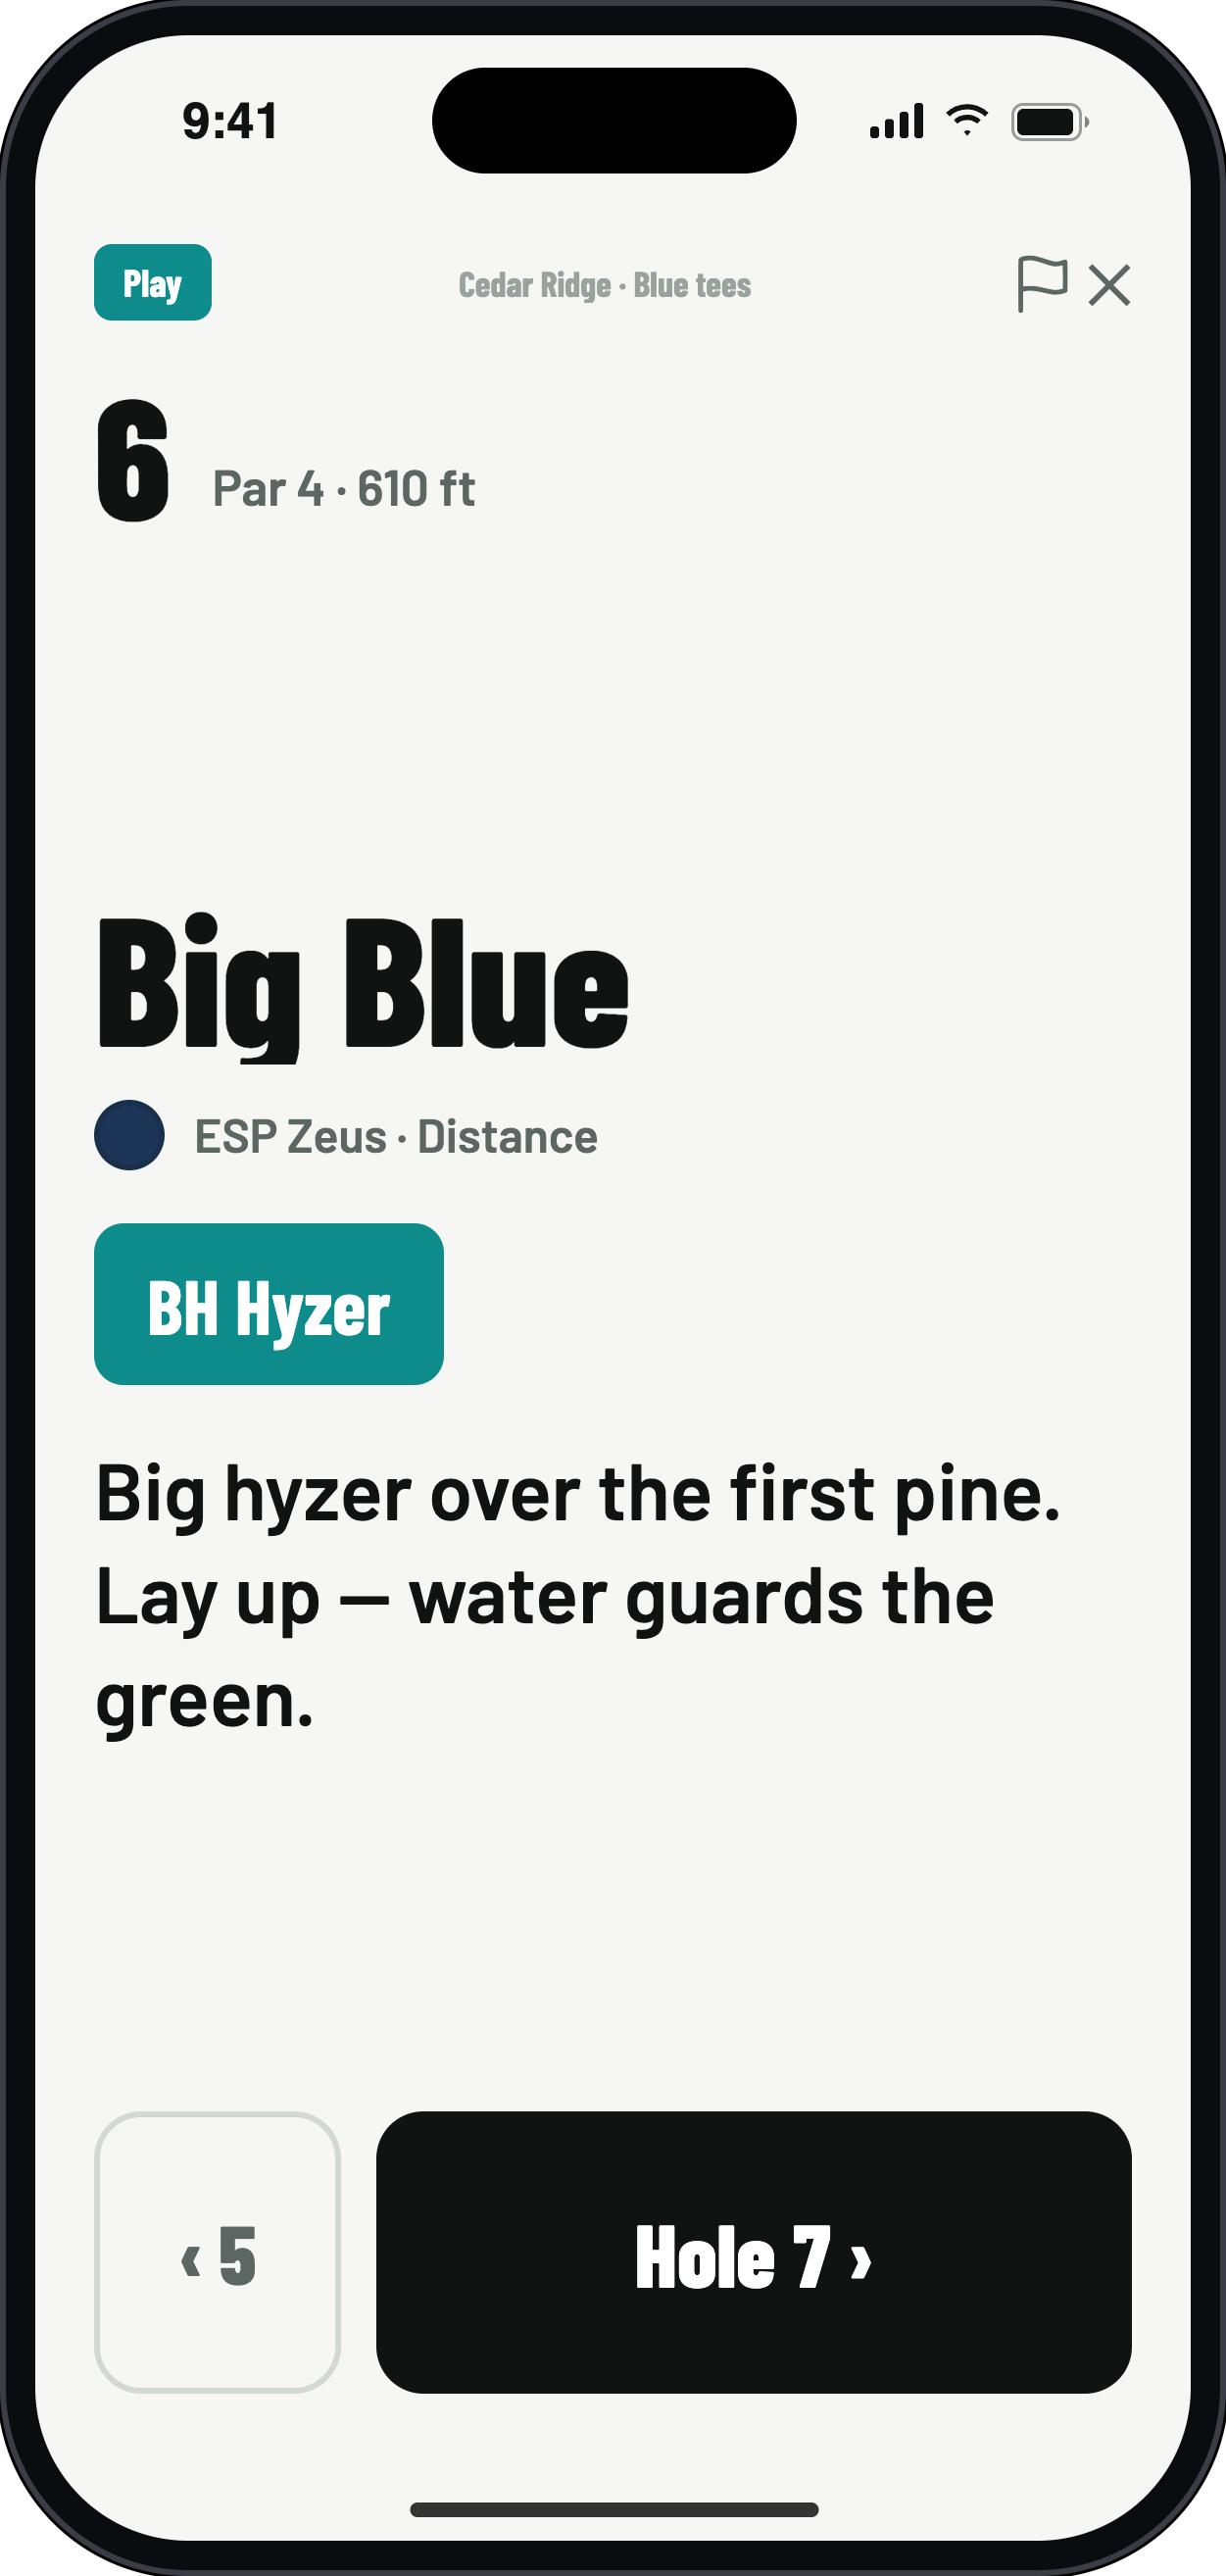 9:41
Play
Cedar Ridge · Blue tees
6
Par 4 · 610 ft
Big Blue
ESP Zeus · Distance
BH Hyzer
Big hyzer over the first pine.
Lay up — water guards the
green.
‹ 5
Hole 7 ›